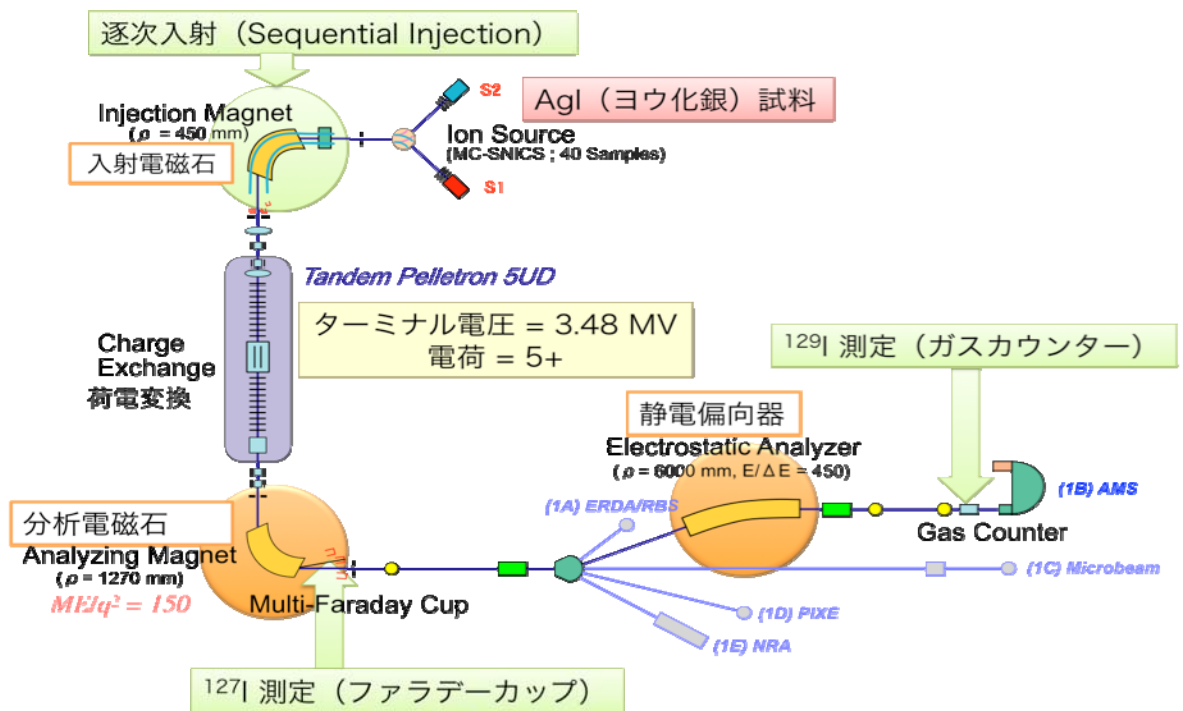 逐次入射（Sequential Injection）
S2
AgI（ヨウ化銀）試料
Injection Magnet
(ρ = 450 mm)
入射電磁石
Ion Source
(MC-SNICS ; 40 Samples)
S1
Tandem Pelletron 5UD
ターミナル電圧 = 3.48 MV
電荷 = 5+
Charge
Exchange
荷電変換
¹²⁹I 測定（ガスカウンター）
静電偏向器
Electrostatic Analyzer
(ρ = 6000 mm, E/ΔE = 450)
(1B) AMS
(1A) ERDA/RBS
Gas Counter
分析電磁石
Analyzing Magnet
(ρ = 1270 mm)
ME/q² = 150
Multi-Faraday Cup
(1C) Microbeam
(1D) PIXE
(1E) NRA
¹²⁷I 測定（ファラデーカップ）